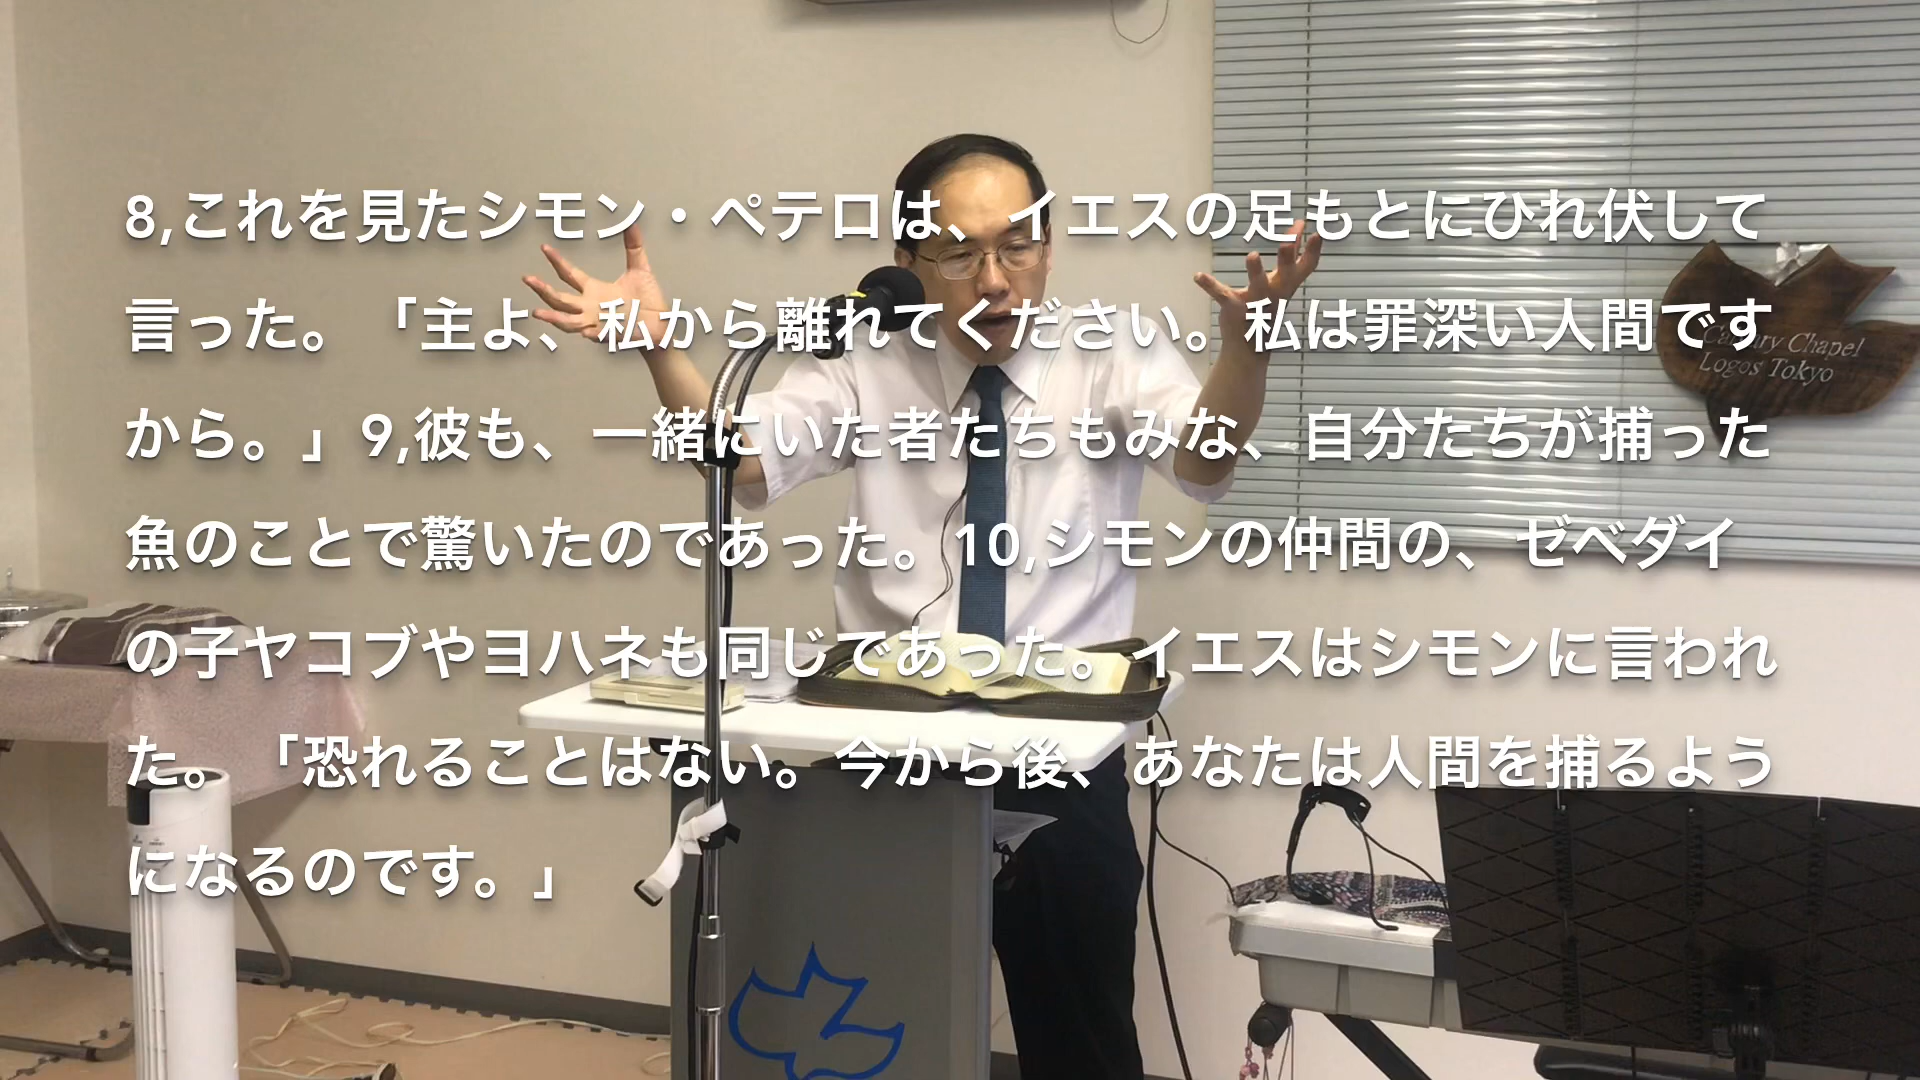 8,これを見たシモン・ペテロは、イエスの足もとにひれ伏して
言った。「主よ、私から離れてください。私は罪深い人間です
から。」9,彼も、一緒にいた者たちもみな、自分たちが捕った
魚のことで驚いたのであった。10,シモンの仲間の、ゼベダイ
の子ヤコブやヨハネも同じであった。イエスはシモンに言われ
た。「恐れることはない。今から後、あなたは人間を捕るよう
になるのです。」
Calvary Chapel
Logos Tokyo